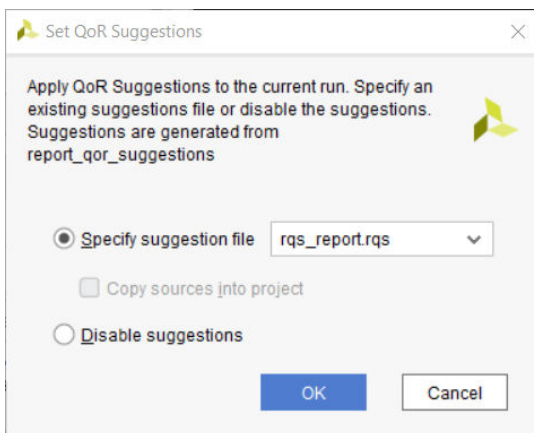 Set QoR Suggestions
Apply QoR Suggestions to the current run. Specify an
existing suggestions file or disable the suggestions.
Suggestions are generated from
report_qor_suggestions
Specify suggestion file rqs_report.rqs
Copy sources into project
Disable suggestions
OK Cancel